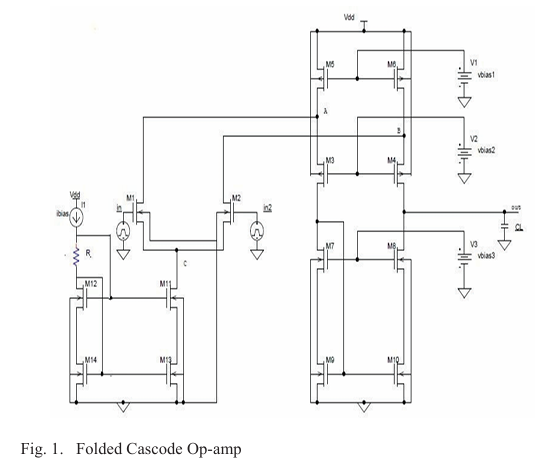 Vdd
M5
M6
V1
vbias1
A
B
V2
vbias2
M3
M4
M1
M2
Vdd
I1
in
in2
ibias
out
R
C
M7
M8
V3
vbias3
M12
M11
M14
M13
M9
M10
Fig. 1. Folded Cascode Op-amp